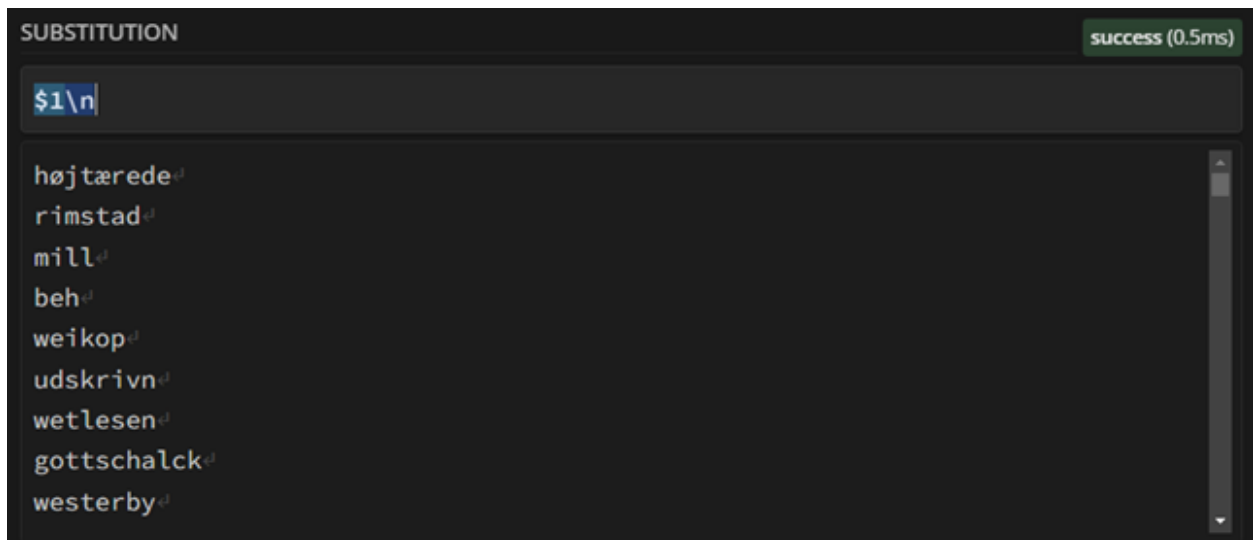 SUBSTITUTION
success (0.5ms)
$1\n
højtærede↵
rimstad↵
mill↵
beh↵
weikop↵
udskrivn↵
wetlesen↵
gottschalck↵
westerby↵